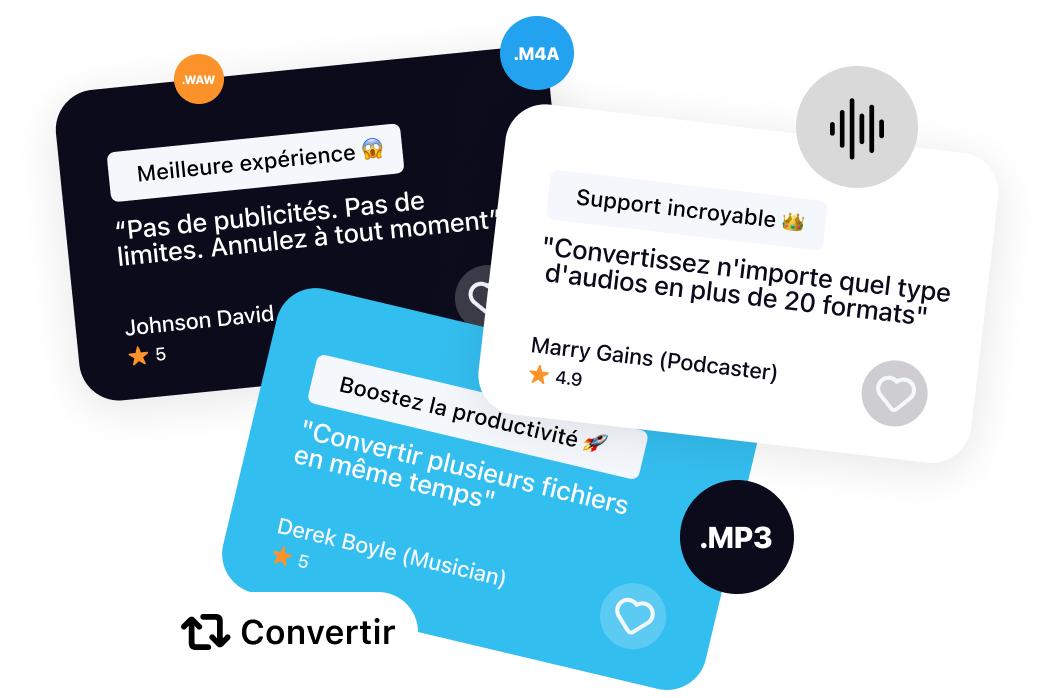 .WAW
.M4A
Meilleure expérience 😱
“Pas de publicités. Pas de
limites. Annulez à tout moment”
Johnson David
5
Support incroyable 👑
"Convertissez n'importe quel type
d'audios en plus de 20 formats"
Marry Gains (Podcaster)
4.9
Boostez la productivité 🚀
"Convertir plusieurs fichiers
en même temps"
Derek Boyle (Musician)
5
.MP3
Convertir